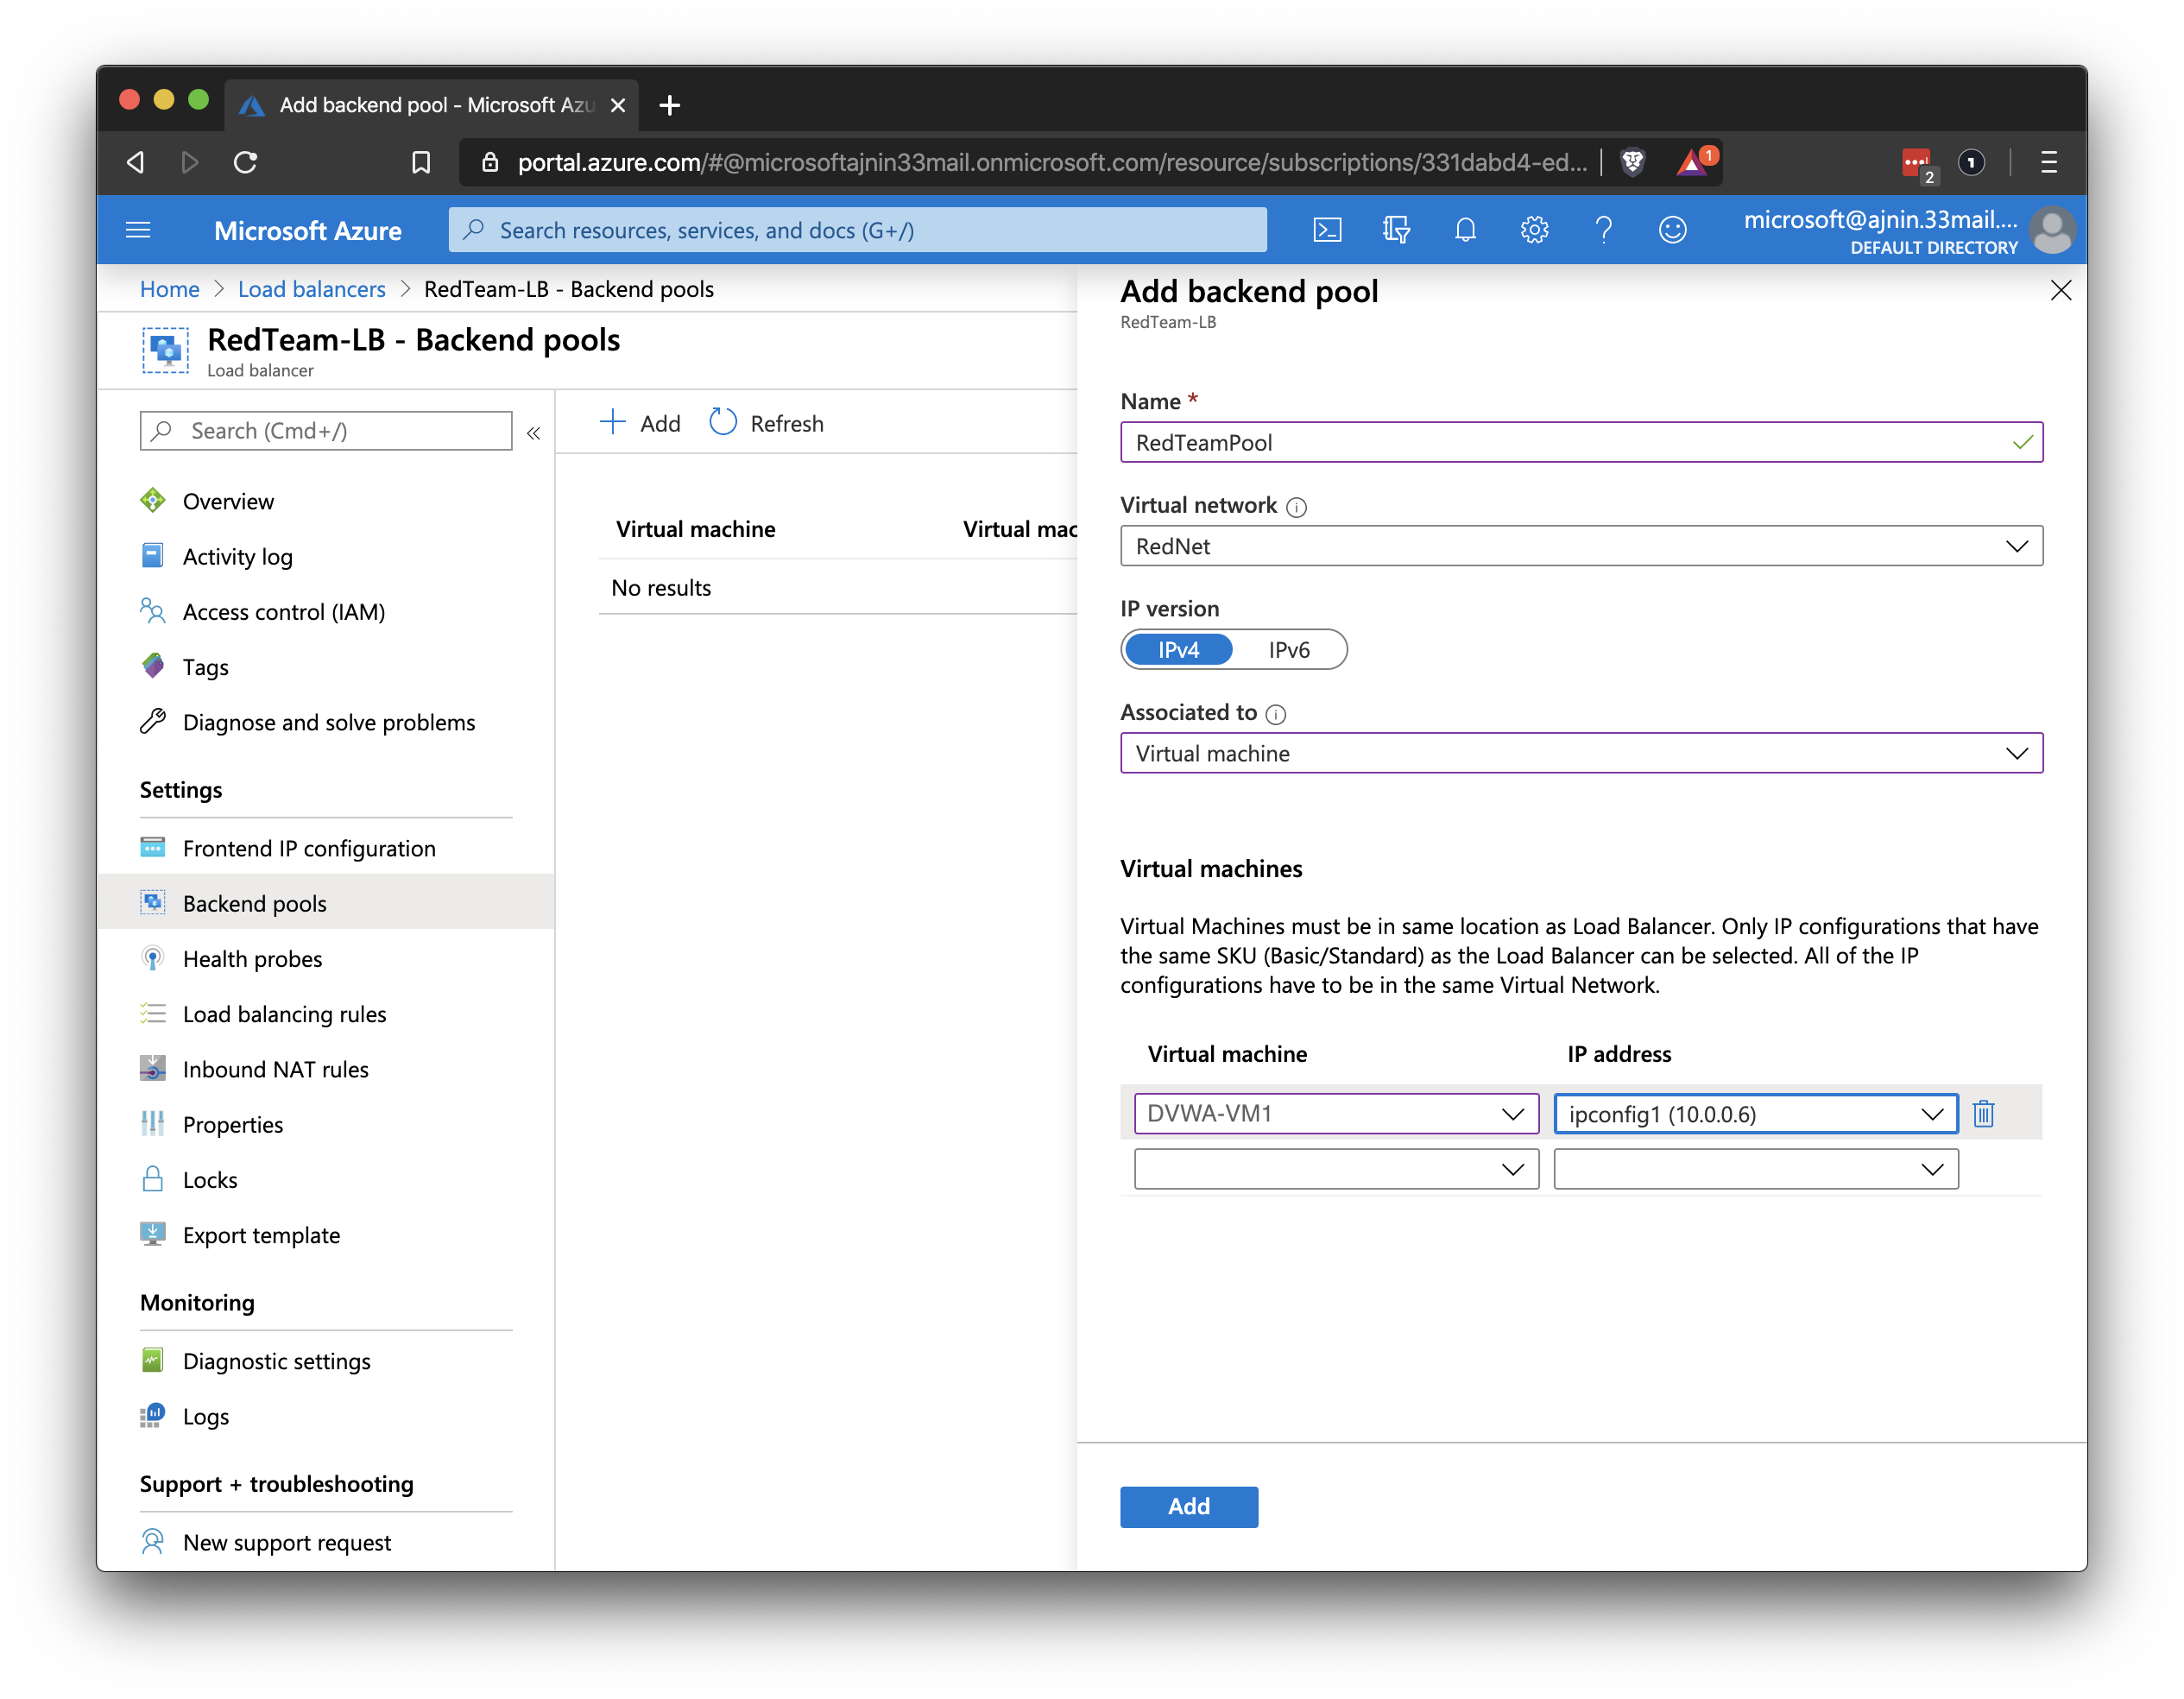 Add backend pool - Microsoft Azu
portal.azure.com/#@microsoftajnin33mail.onmicrosoft.com/resource/subscriptions/331dabd4-ed...
1
2
1
Microsoft Azure
Search resources, services, and docs (G+/)
microsoft@ajnin.33mail....
DEFAULT DIRECTORY
Home > Load balancers > RedTeam-LB - Backend pools
RedTeam-LB - Backend pools
Load balancer
Search (Cmd+/)
«
Overview
Activity log
Access control (IAM)
Tags
Diagnose and solve problems
Settings
Frontend IP configuration
Backend pools
Health probes
Load balancing rules
Inbound NAT rules
Properties
Locks
Export template
Monitoring
Diagnostic settings
Logs
Support + troubleshooting
New support request
Add
Refresh
Virtual machine
Virtual mac
No results
Add backend pool
RedTeam-LB
Name *
RedTeamPool
Virtual network
RedNet
IP version
IPv4
IPv6
Associated to
Virtual machine
Virtual machines
Virtual Machines must be in same location as Load Balancer. Only IP configurations that have
the same SKU (Basic/Standard) as the Load Balancer can be selected. All of the IP
configurations have to be in the same Virtual Network.
Virtual machine
IP address
DVWA-VM1
ipconfig1 (10.0.0.6)
Add